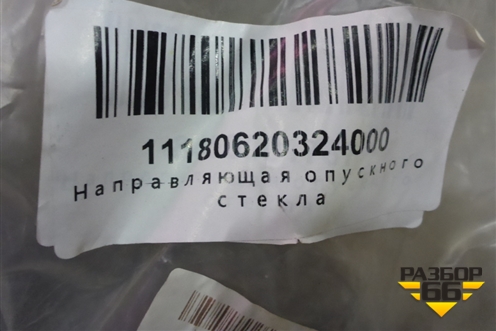 11180620324000
Направляющая опускного
стекла
РАЗБОР
66